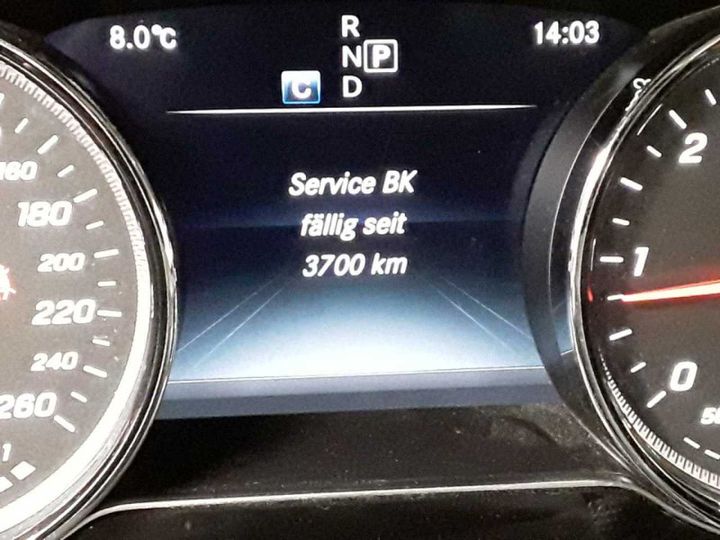 8.0°C
R
N P
C D
14:03
Service BK
fällig seit
3700 km
160
180
200
220
240
260
1
2
1
0